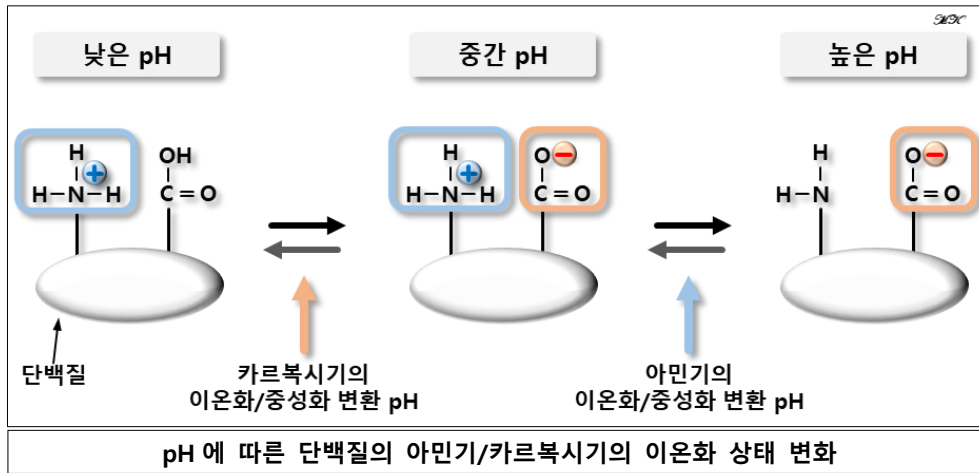 낮은 pH
중간 pH
높은 pH
H
H-N-H
OH
C=O
H
H-N-H
O
C=O
H
H-N
O
C=O
단백질
카르복시기의
이온화/중성화 변환 pH
아민기의
이온화/중성화 변환 pH
pH 에 따른 단백질의 아민기/카르복시기의 이온화 상태 변화